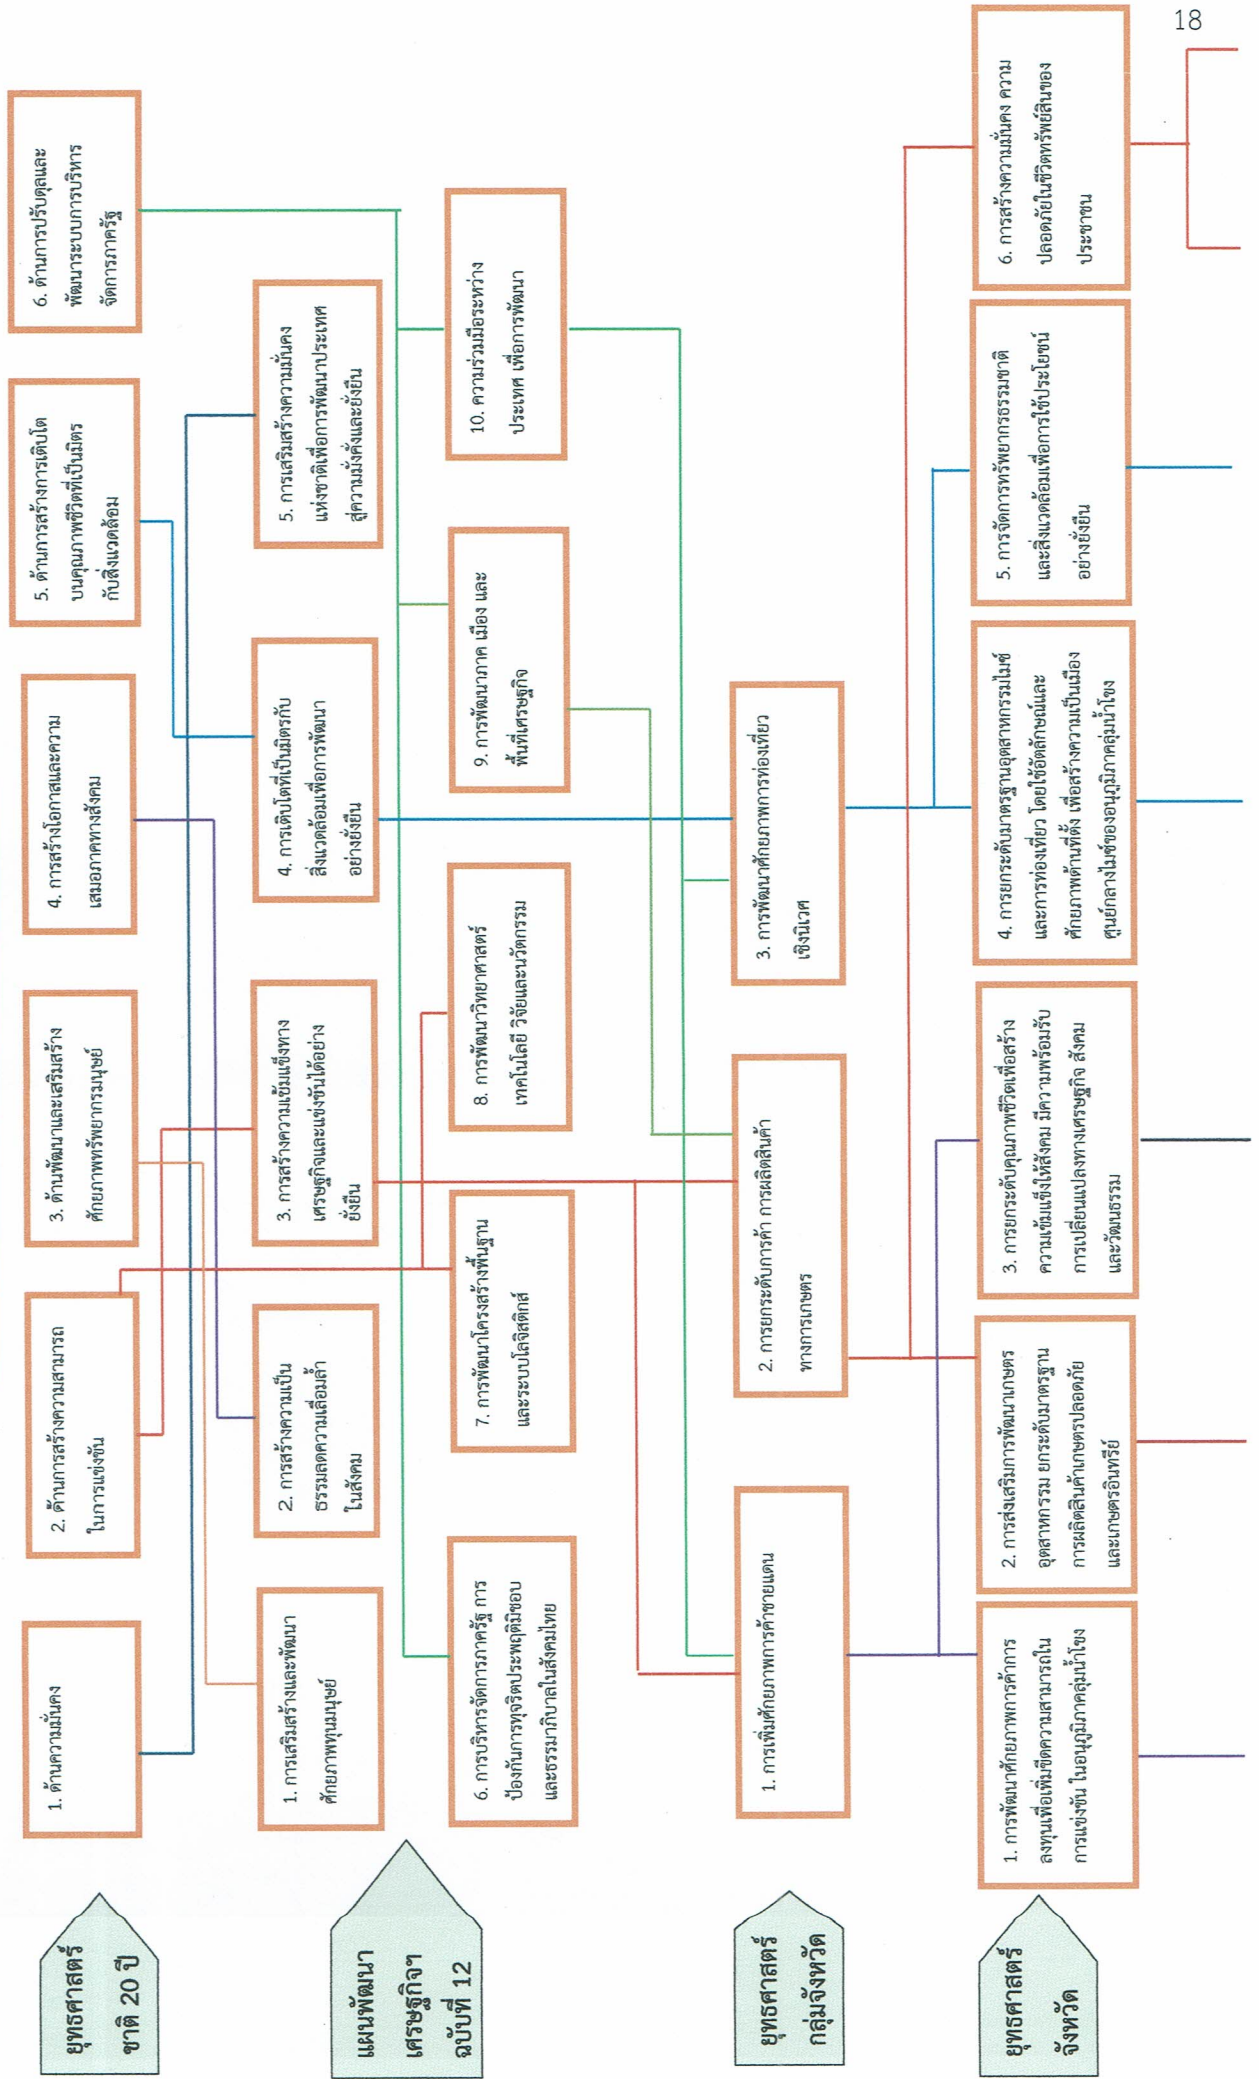 18
ยุทธศาสตร์
ชาติ 20 ปี
1. ด้านความมั่นคง
2. ด้านการสร้างความสามารถ
ในการแข่งขัน
3. ด้านพัฒนาและเสริมสร้าง
ศักยภาพทรัพยากรมนุษย์
4. การสร้างโอกาสและความ
เสมอภาคทางสังคม
5. ด้านการสร้างการเติบโต
บนคุณภาพชีวิตที่เป็นมิตร
กับสิ่งแวดล้อม
6. ด้านการปรับดุลและ
พัฒนาระบบการบริหาร
จัดการภาครัฐ
แผนพัฒนา
เศรษฐกิจฯ
ฉบับที่ 12
1. การเสริมสร้างและพัฒนา
ศักยภาพทุนมนุษย์
2. การสร้างความเป็น
ธรรมลดความเลื่อมล้ำ
ในสังคม
3. การสร้างความเข้มแข็งทาง
เศรษฐกิจและแข่งขันได้อย่าง
ยั่งยืน
4. การเติบโตที่เป็นมิตรกับ
สิ่งแวดล้อมเพื่อการพัฒนา
อย่างยั่งยืน
5. การเสริมสร้างความมั่นคง
แห่งชาติเพื่อการพัฒนาประเทศ
สู่ความมั่งคั่งและยั่งยืน
6. การบริหารจัดการภาครัฐ การ
ป้องกันการทุจริตประพฤติมิชอบ
และธรรมาภิบาลในสังคมไทย
7. การพัฒนาโครงสร้างพื้นฐาน
และระบบโลจิสติกส์
8. การพัฒนาวิทยาศาสตร์
เทคโนโลยี วิจัยและนวัตกรรม
9. การพัฒนาภาค เมือง และ
พื้นที่เศรษฐกิจ
10. ความร่วมมือระหว่าง
ประเทศ เพื่อการพัฒนา
ยุทธศาสตร์
กลุ่มจังหวัด
1. การเพิ่มศักยภาพการค้าชายแดน
2. การยกระดับการค้า การผลิตสินค้า
ทางการเกษตร
3. การพัฒนาศักยภาพการท่องเที่ยว
เชิงนิเวศ
ยุทธศาสตร์
จังหวัด
1. การพัฒนาศักยภาพการค้าการ
ลงทุนเพื่อเพิ่มขีดความสามารถใน
การแข่งขัน ในอนุภูมิภาคลุ่มน้ำโขง
2. การส่งเสริมการพัฒนาเกษตร
อุตสาหกรรม ยกระดับมาตรฐาน
การผลิตสินค้าเกษตรปลอดภัย
และเกษตรอินทรีย์
3. การยกระดับคุณภาพชีวิตเพื่อสร้าง
ความเข้มแข็งให้สังคม มีความพร้อมรับ
การเปลี่ยนแปลงทางเศรษฐกิจ สังคม
และวัฒนธรรม
4. การยกระดับมาตรฐานอุตสาหกรรมไมซ์
และการท่องเที่ยว โดยใช้อัตลักษณ์และ
ศักยภาพด้านที่ตั้ง เพื่อสร้างความเป็นเมือง
ศูนย์กลางไมซ์ของอนุภูมิภาคลุ่มน้ำโขง
5. การจัดการทรัพยากรธรรมชาติ
และสิ่งแวดล้อมเพื่อการใช้ประโยชน์
อย่างยั่งยืน
6. การสร้างความมั่นคง ความ
ปลอดภัยในชีวิตทรัพย์สินของ
ประชาชน